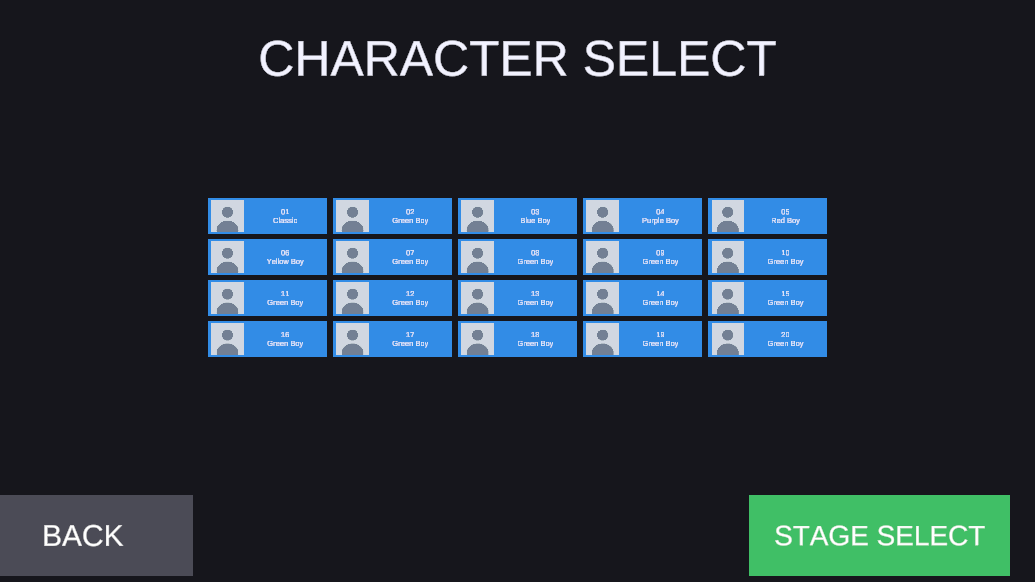 CHARACTER SELECT
01
Classic
02
Green Boy
03
Blue Boy
04
Purple Boy
05
Red Boy
06
Yellow Boy
07
Green Boy
08
Green Boy
09
Green Boy
10
Green Boy
11
Green Boy
12
Green Boy
13
Green Boy
14
Green Boy
15
Green Boy
16
Green Boy
17
Green Boy
18
Green Boy
19
Green Boy
20
Green Boy
BACK
STAGE SELECT